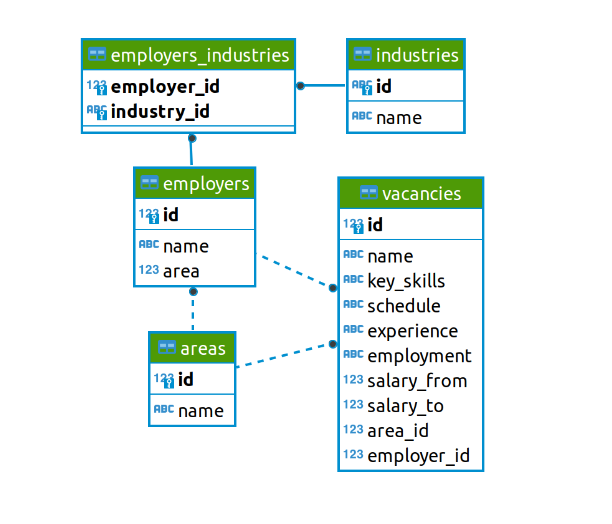 employers_industries
123 employer_id
ABC industry_id
industries
ABC id
ABC name
employers
123 id
ABC name
123 area
vacancies
123 id
ABC name
ABC key_skills
ABC schedule
ABC experience
ABC employment
123 salary_from
123 salary_to
123 area_id
123 employer_id
areas
123 id
ABC name